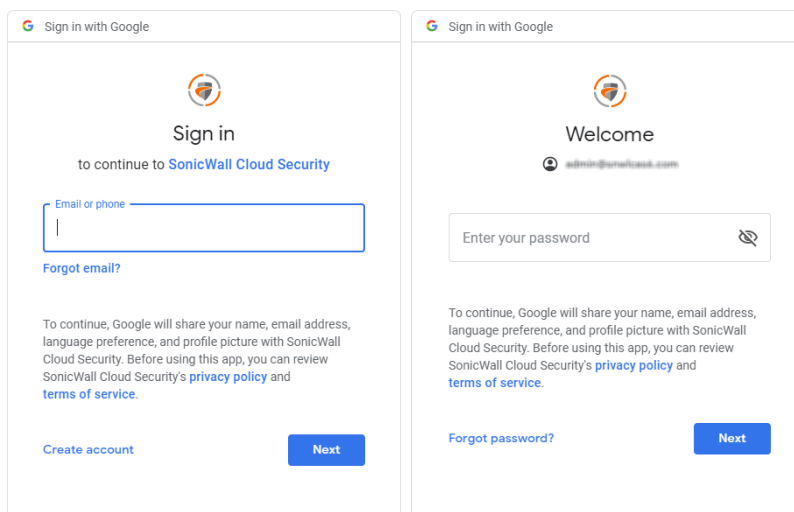 Sign in with Google
Sign in
to continue to SonicWall Cloud Security
Email or phone
Forgot email?
To continue, Google will share your name, email address,
language preference, and profile picture with SonicWall
Cloud Security. Before using this app, you can review
SonicWall Cloud Security's privacy policy and
terms of service.
Create account
Next
Sign in with Google
Welcome
Enter your password
To continue, Google will share your name, email address,
language preference, and profile picture with SonicWall
Cloud Security. Before using this app, you can review
SonicWall Cloud Security's privacy policy and
terms of service.
Forgot password?
Next